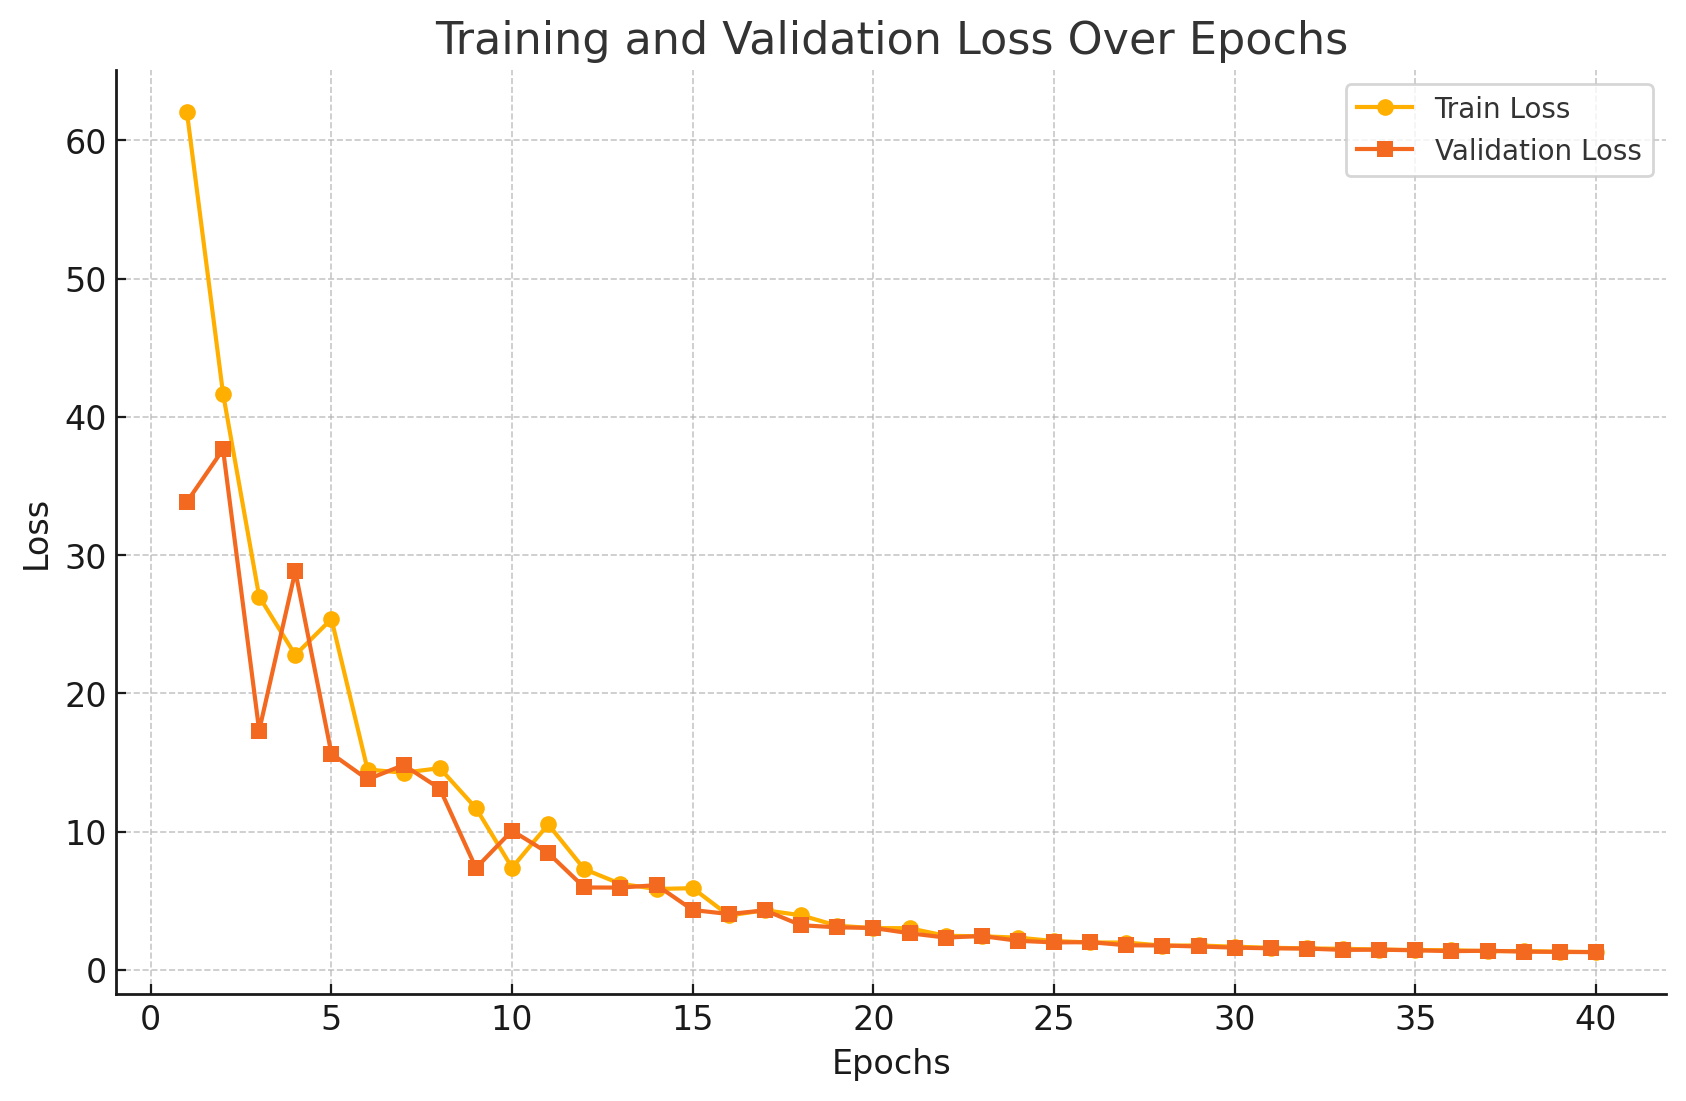 Training and Validation Loss Over Epochs
Train Loss
Validation Loss
60
50
40
30
20
10
0
Loss
0 5 10 15 20 25 30 35 40
Epochs